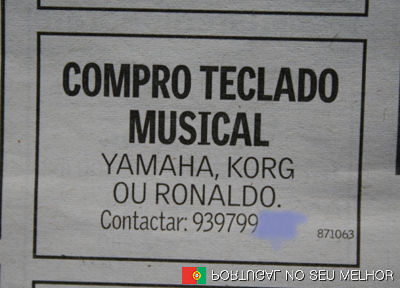 COMPRO TECLADO
MUSICAL
YAMAHA, KORG
OU RONALDO.
Contactar: 939799
871063
PORTUGAL NO SEU MELHOR